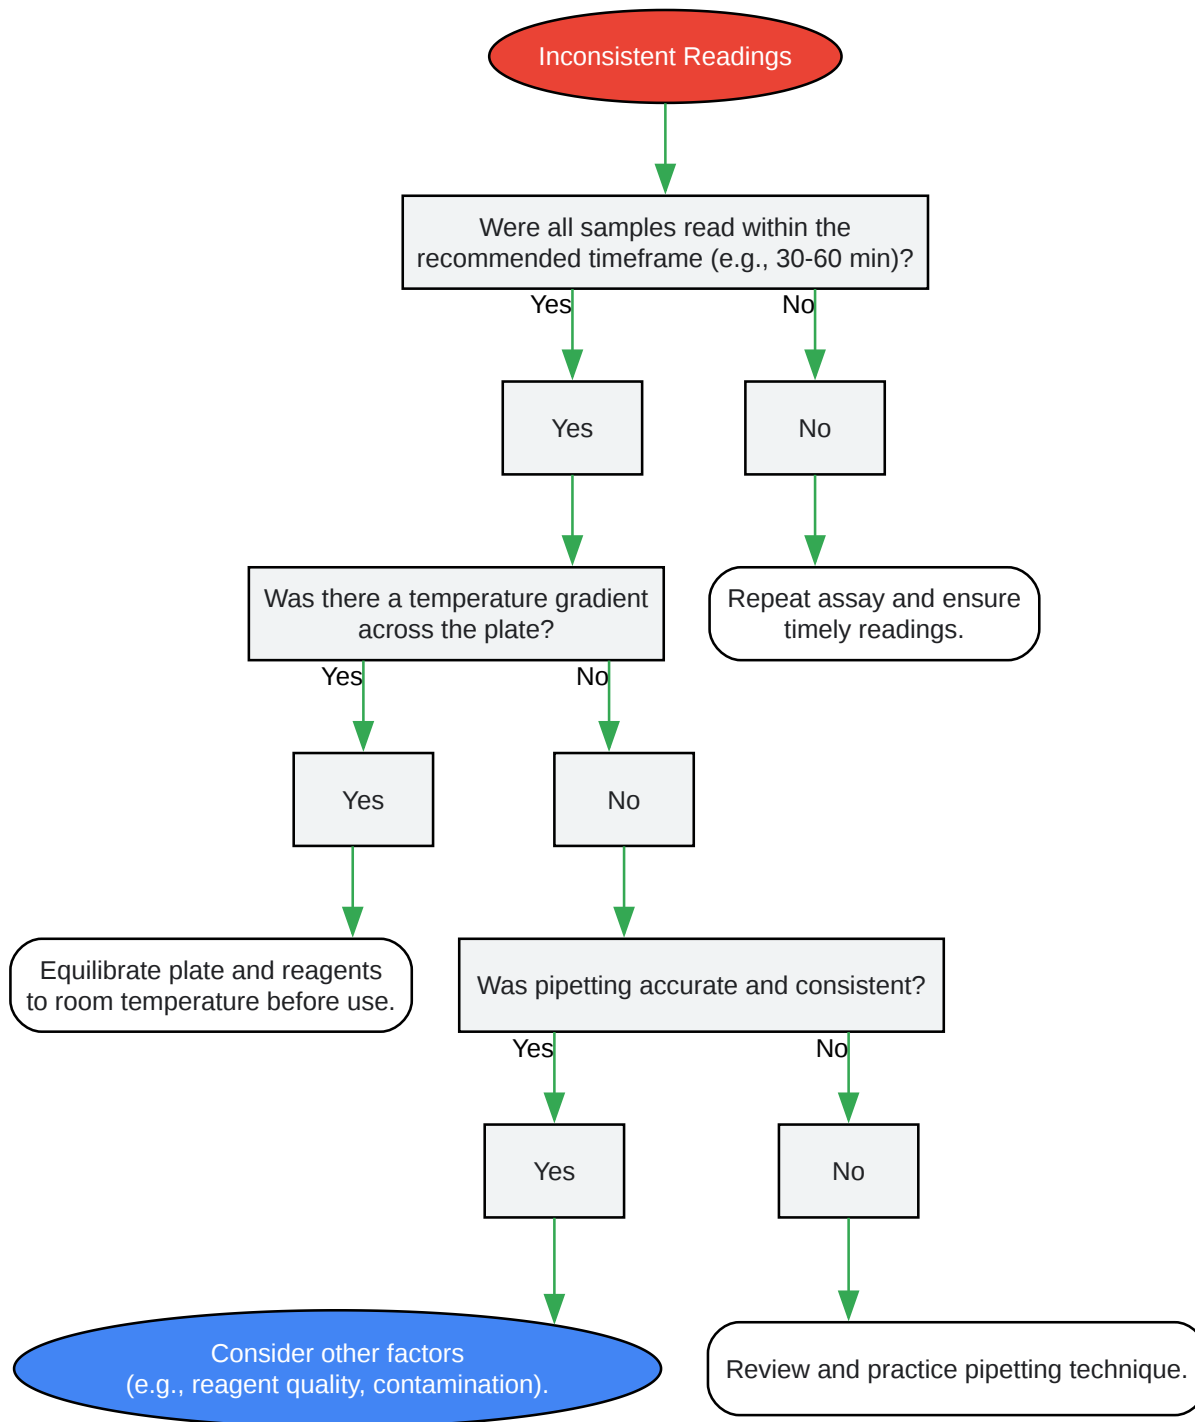 Inconsistent Readings
Were all samples read within the
recommended timeframe (e.g., 30-60 min)?
Yes
No
Yes
No
Was there a temperature gradient
across the plate?
Repeat assay and ensure
timely readings.
Yes
No
Yes
No
Equilibrate plate and reagents
to room temperature before use.
Was pipetting accurate and consistent?
Yes
No
Yes
No
Consider other factors
(e.g., reagent quality, contamination).
Review and practice pipetting technique.